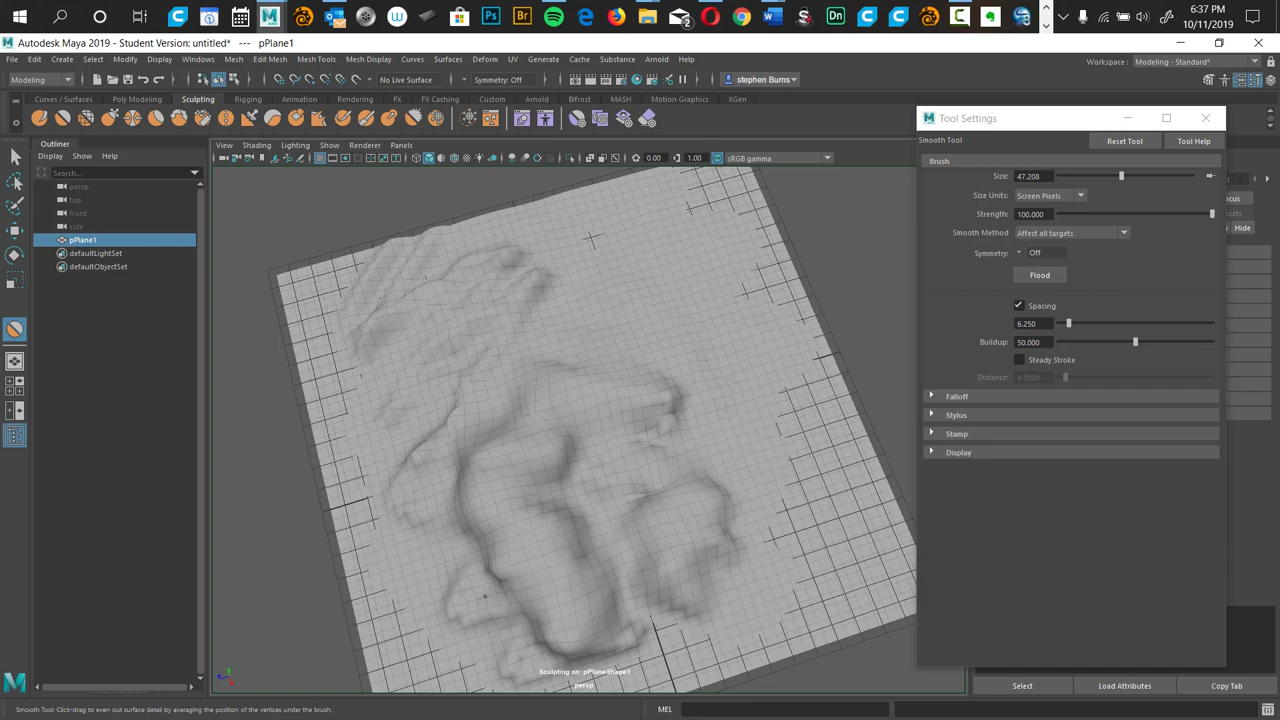 6:37 PM
10/11/2019
Autodesk Maya 2019 - Student Version: untitled* --- pPlane1
File Edit Create Select Modify Display Windows Mesh Edit Mesh Mesh Tools Mesh Display Curves Surfaces Deform UV Generate Cache Substance Arnold Help
Workspace: Modeling - Standard*
Modeling No Live Surface Symmetry: Off stephen Burns
Curves / Surfaces Poly Modeling Sculpting Rigging Animation Rendering FX FX Caching Custom Arnold Bifrost MASH Motion Graphics XGen
Outliner
Display Show Help
Search...
persp
top
front
side
pPlane1
defaultLightSet
defaultObjectSet
View Shading Lighting Show Renderer Panels
0.00 1.00 sRGB gamma
Sculpting on: pPlaneShape1
persp
Tool Settings
Smooth Tool Reset Tool Tool Help
Brush
Size: 47.208
Size Units: Screen Pixels
Strength: 100.000
Smooth Method: Affect all targets
Symmetry: Off
Flood
Spacing
6.250
Buildup: 50.000
Steady Stroke
Distance: 4.0000
Falloff
Stylus
Stamp
Display
ocus
sets
Hide
Select Load Attributes Copy Tab
Smooth Tool: Click-drag to even out surface detail by averaging the position of the vertices under the brush.
MEL